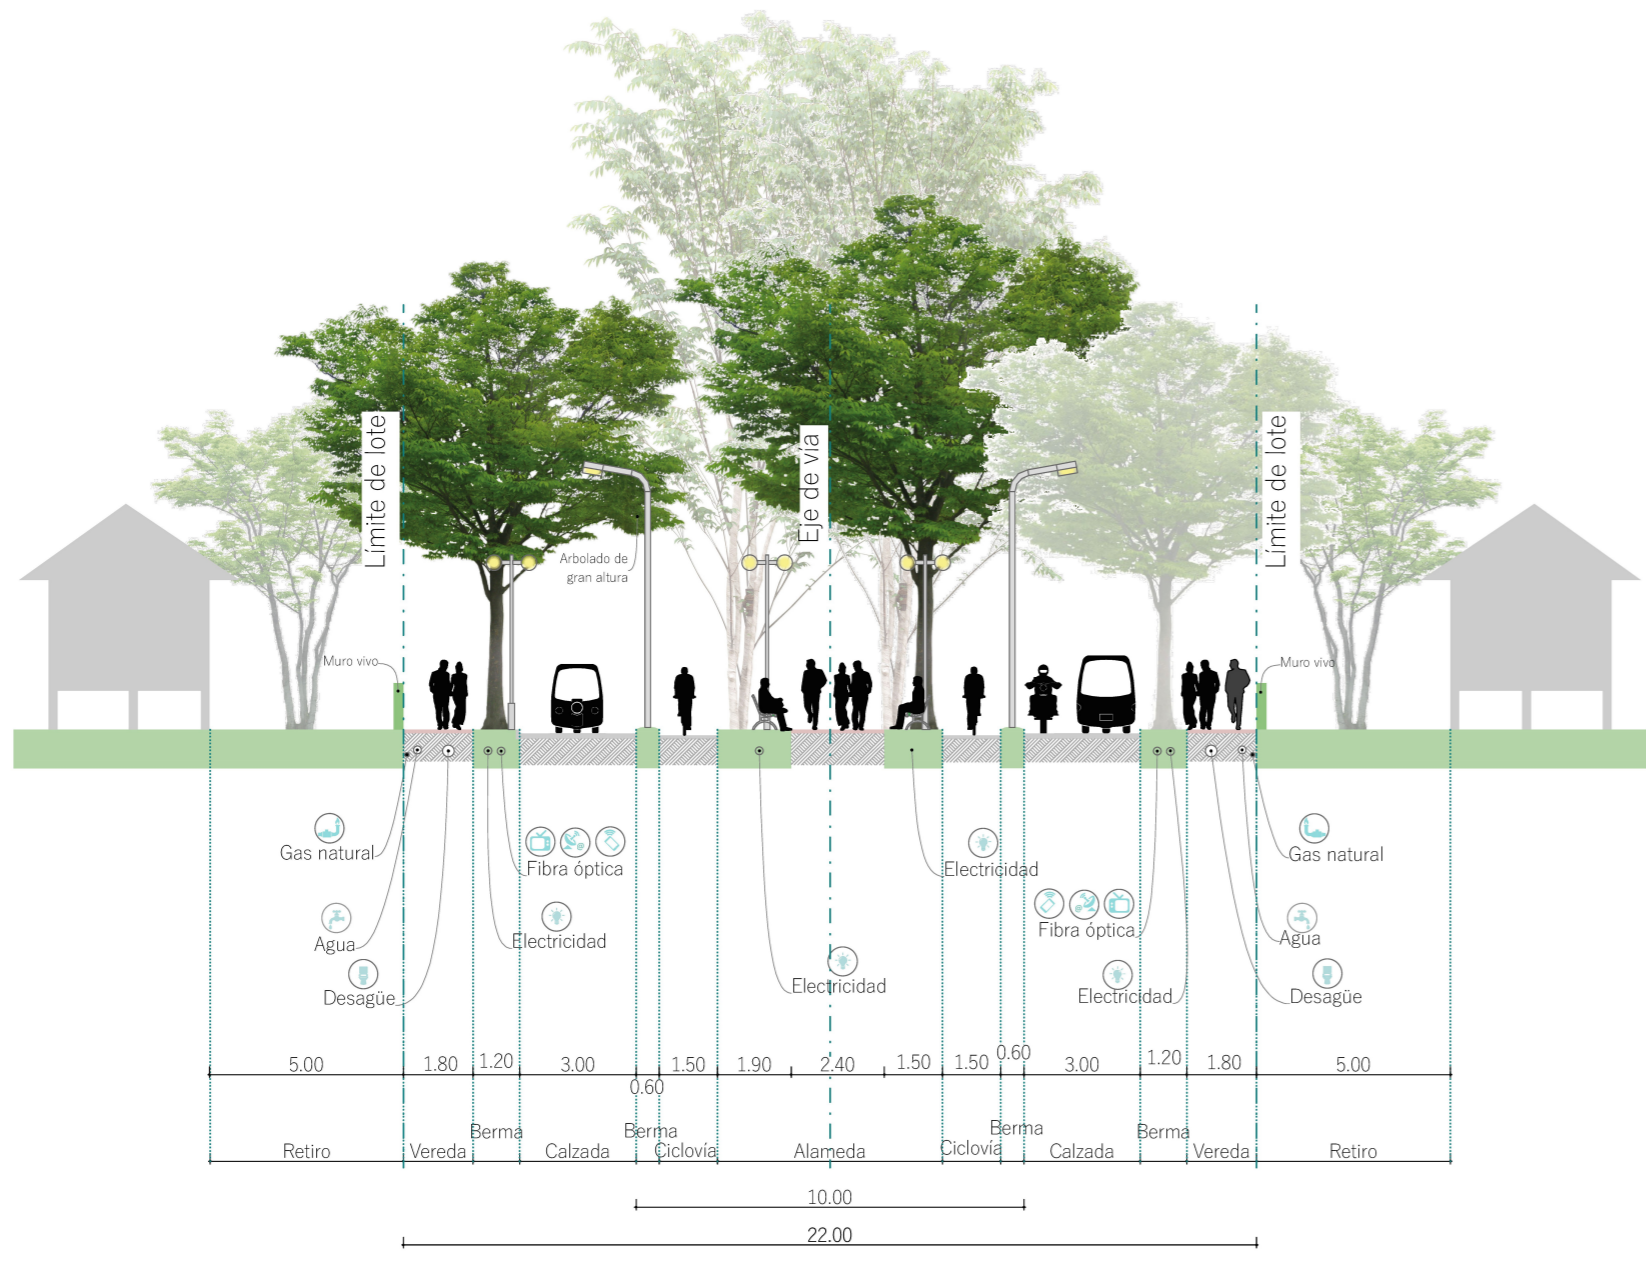 Límite de lote
Eje de vía
Límite de lote
Arbolado de
gran altura
Muro vivo
Muro vivo
Gas natural
Agua
Desagüe
Fibra óptica
@
Electricidad
Electricidad
Electricidad
Fibra óptica
@
Electricidad
Gas natural
Agua
Desagüe
5.00 1.80 1.20 3.00 0.60 1.50 1.90 2.40 1.50 1.50 0.60 3.00 1.20 1.80 5.00
Retiro Vereda Berma Calzada Berma Ciclovía Alameda Ciclovía Berma Calzada Berma Vereda Retiro
10.00
22.00